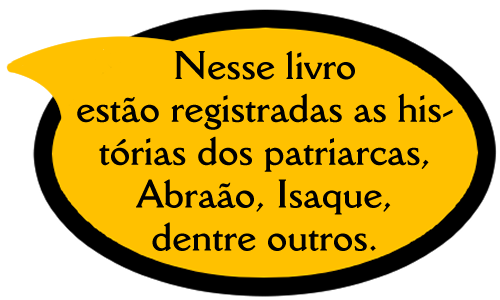 Nesse livro
estão registradas as his-
tórias dos patriarcas,
Abraão, Isaque,
dentre outros.